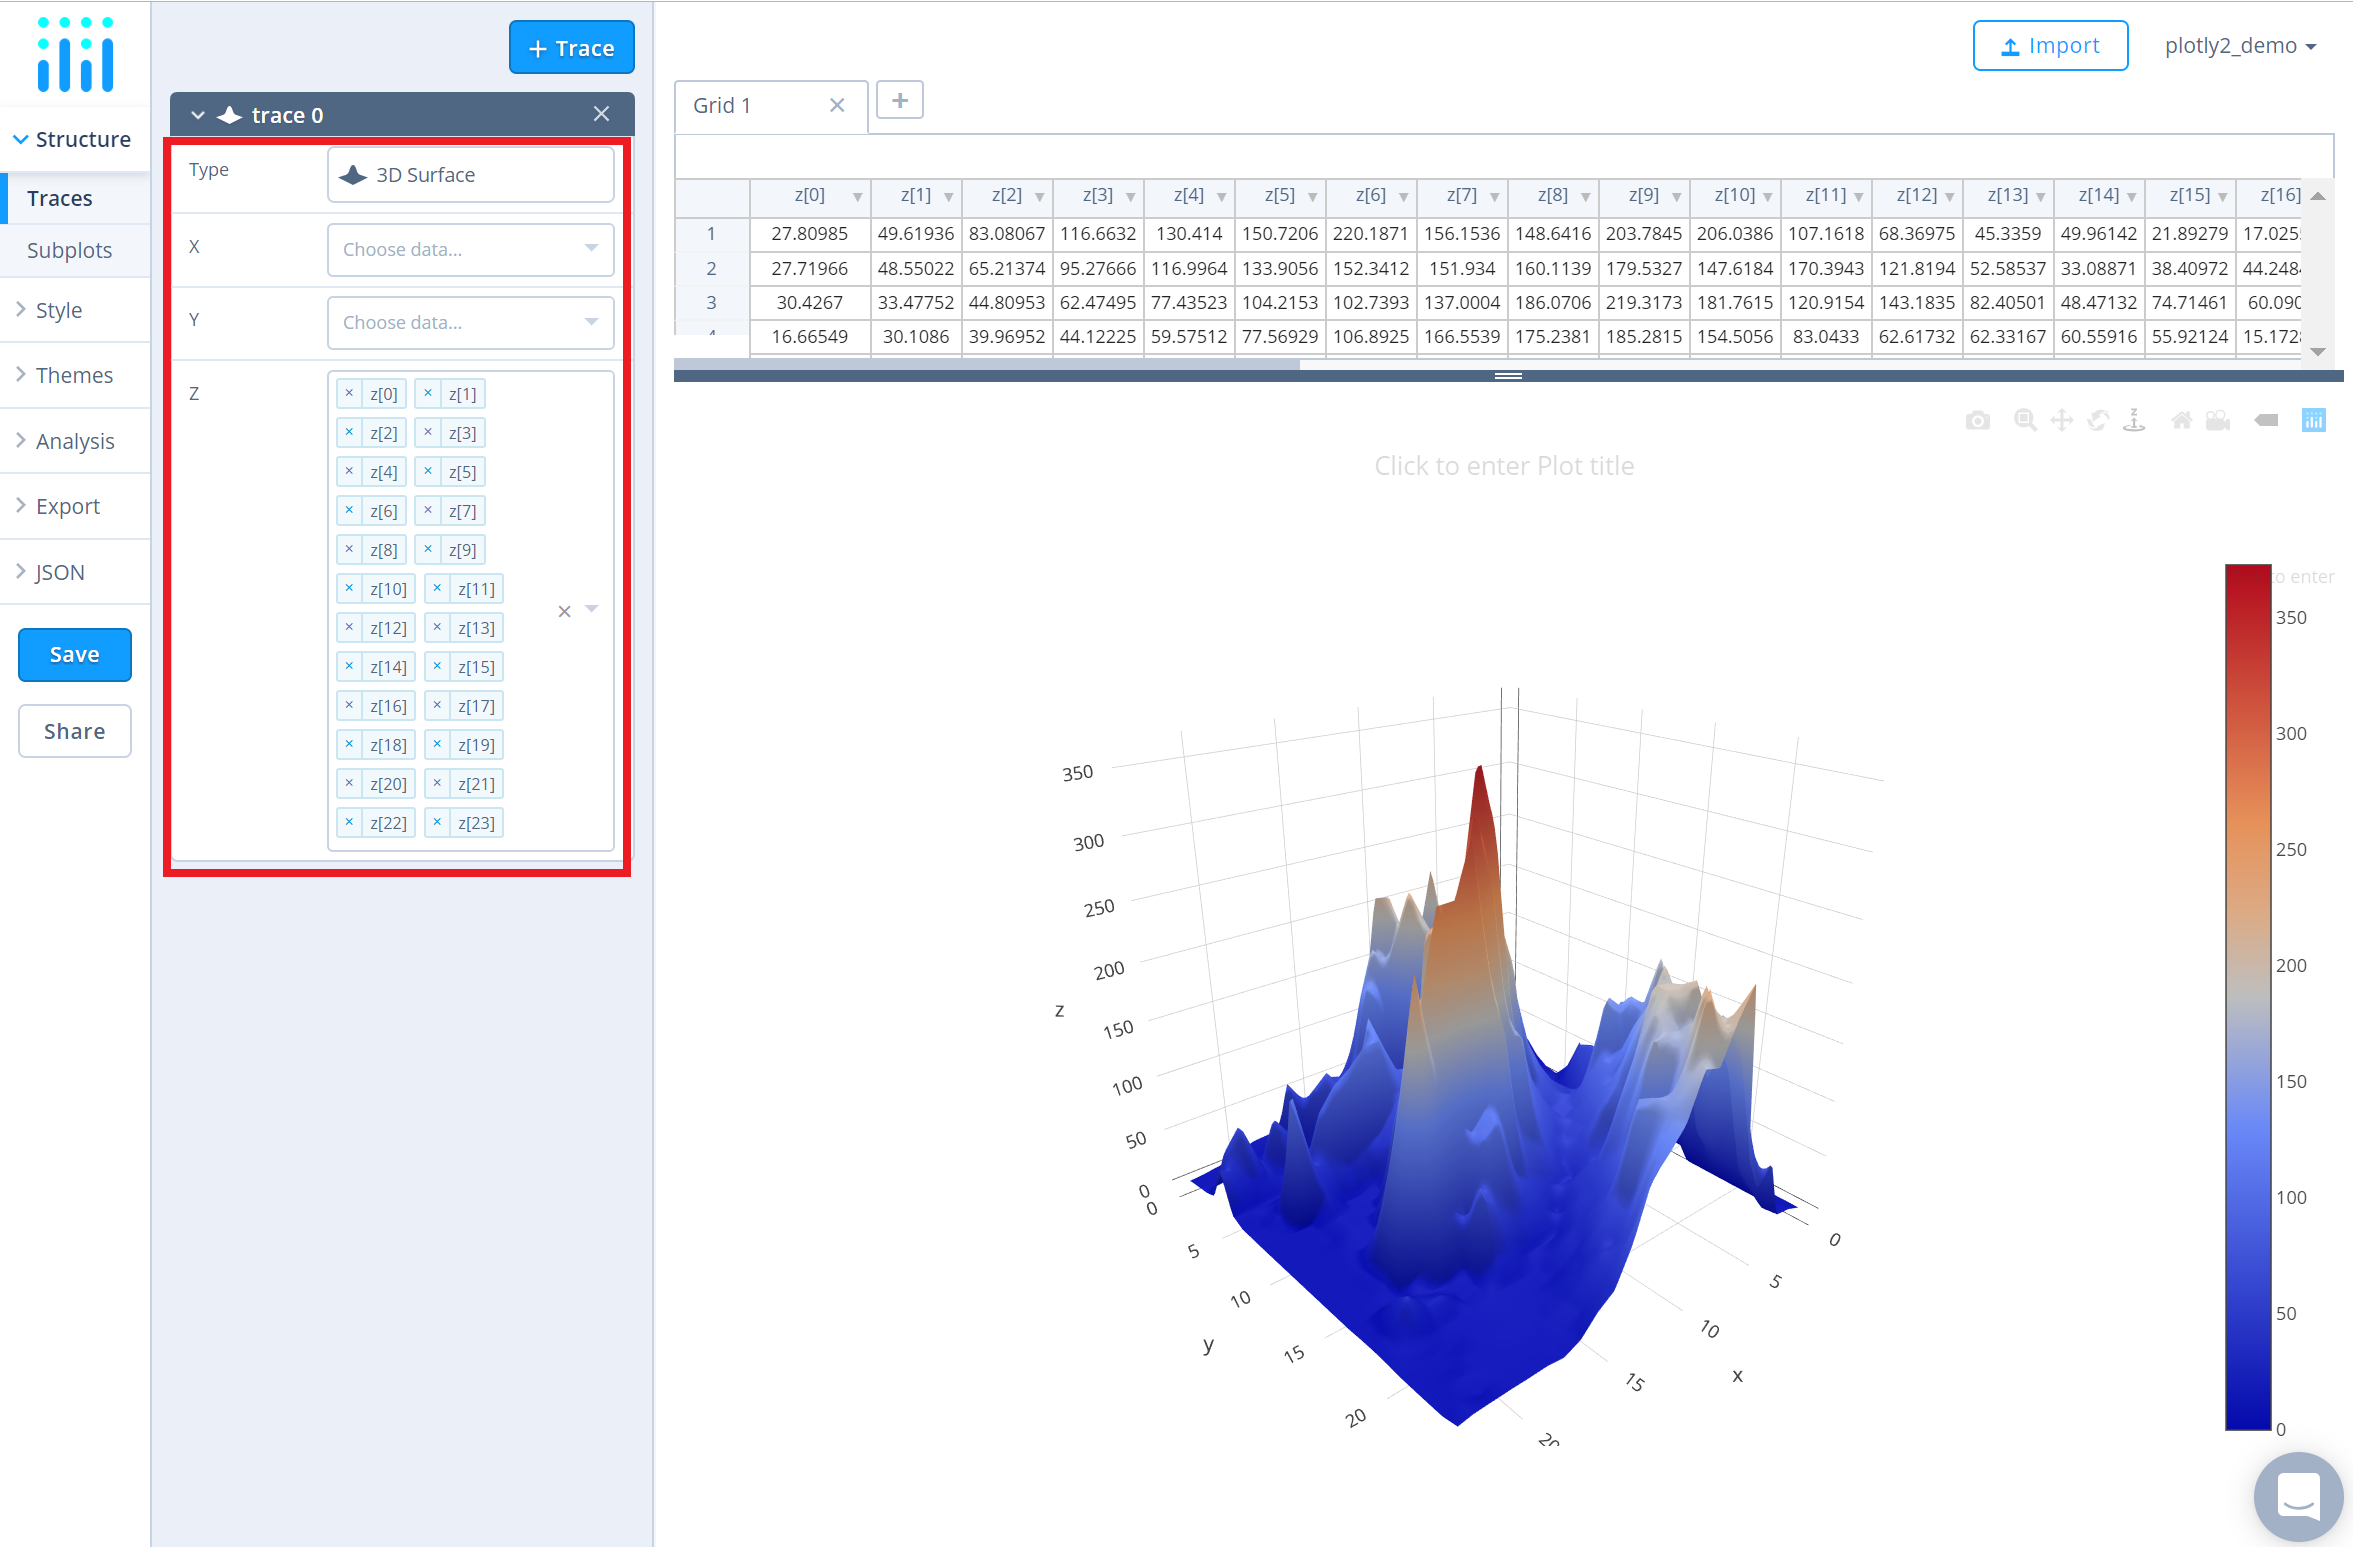 + Trace
Import
plotly2_demo
Structure
Traces
Subplots
Style
Themes
Analysis
Export
JSON
Save
Share
trace 0
Type
3D Surface
X
Choose data...
Y
Choose data...
Z
× z[0] × z[1]
× z[2] × z[3]
× z[4] × z[5]
× z[6] × z[7]
× z[8] × z[9]
× z[10] × z[11]
× z[12] × z[13]
× z[14] × z[15]
× z[16] × z[17]
× z[18] × z[19]
× z[20] × z[21]
× z[22] × z[23]
Grid 1
+
z[0] z[1] z[2] z[3] z[4] z[5] z[6] z[7] z[8] z[9] z[10] z[11] z[12] z[13] z[14] z[15] z[16]
1 27.80985 49.61936 83.08067 116.6632 130.414 150.7206 220.1871 156.1536 148.6416 203.7845 206.0386 107.1618 68.36975 45.3359 49.96142 21.89279 17.025
2 27.71966 48.55022 65.21374 95.27666 116.9964 133.9056 152.3412 151.934 160.1139 179.5327 147.6184 170.3943 121.8194 52.58537 33.08871 38.40972 44.248
3 30.4267 33.47752 44.80953 62.47495 77.43523 104.2153 102.7393 137.0004 186.0706 219.3173 181.7615 120.9154 143.1835 82.40501 48.47132 74.71461 60.090
16.66549 30.1086 39.96952 44.12225 59.57512 77.56929 106.8925 166.5539 175.2381 185.2815 154.5056 83.0433 62.61732 62.33167 60.55916 55.92124 15.172
z
Click to enter Plot title
to enter
350
300
250
200
150
100
50
0
z
350
300
250
200
150
100
50
0
0
5
10
15
20
y
0
5
10
15
20
x